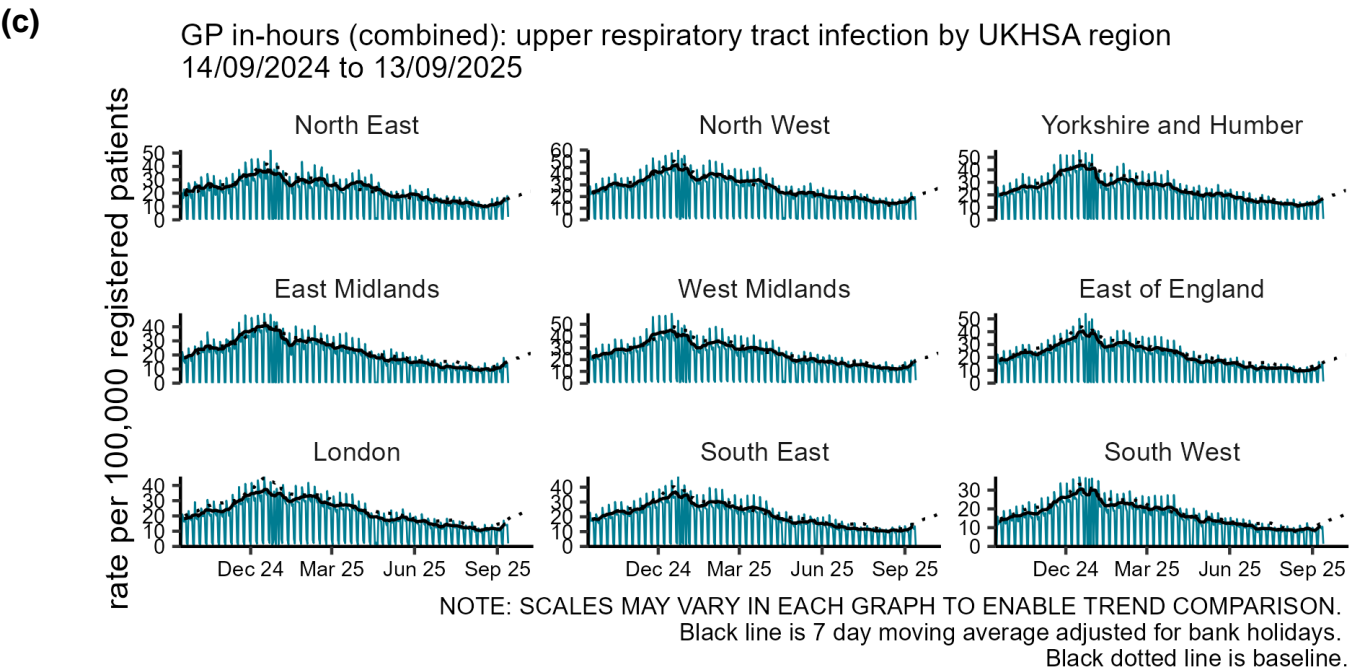 (c)
GP in-hours (combined): upper respiratory tract infection by UKHSA region
14/09/2024 to 13/09/2025
rate per 100,000 registered patients
North East
50
40
30
20
10
0
North West
60
50
40
30
20
10
0
Yorkshire and Humber
50
40
30
20
10
0
East Midlands
40
30
20
10
0
West Midlands
50
40
30
20
10
0
East of England
50
40
30
20
10
0
London
40
30
20
10
0
Dec 24 Mar 25 Jun 25 Sep 25
South East
40
30
20
10
0
Dec 24 Mar 25 Jun 25 Sep 25
South West
30
20
10
0
Dec 24 Mar 25 Jun 25 Sep 25
NOTE: SCALES MAY VARY IN EACH GRAPH TO ENABLE TREND COMPARISON.
Black line is 7 day moving average adjusted for bank holidays.
Black dotted line is baseline.